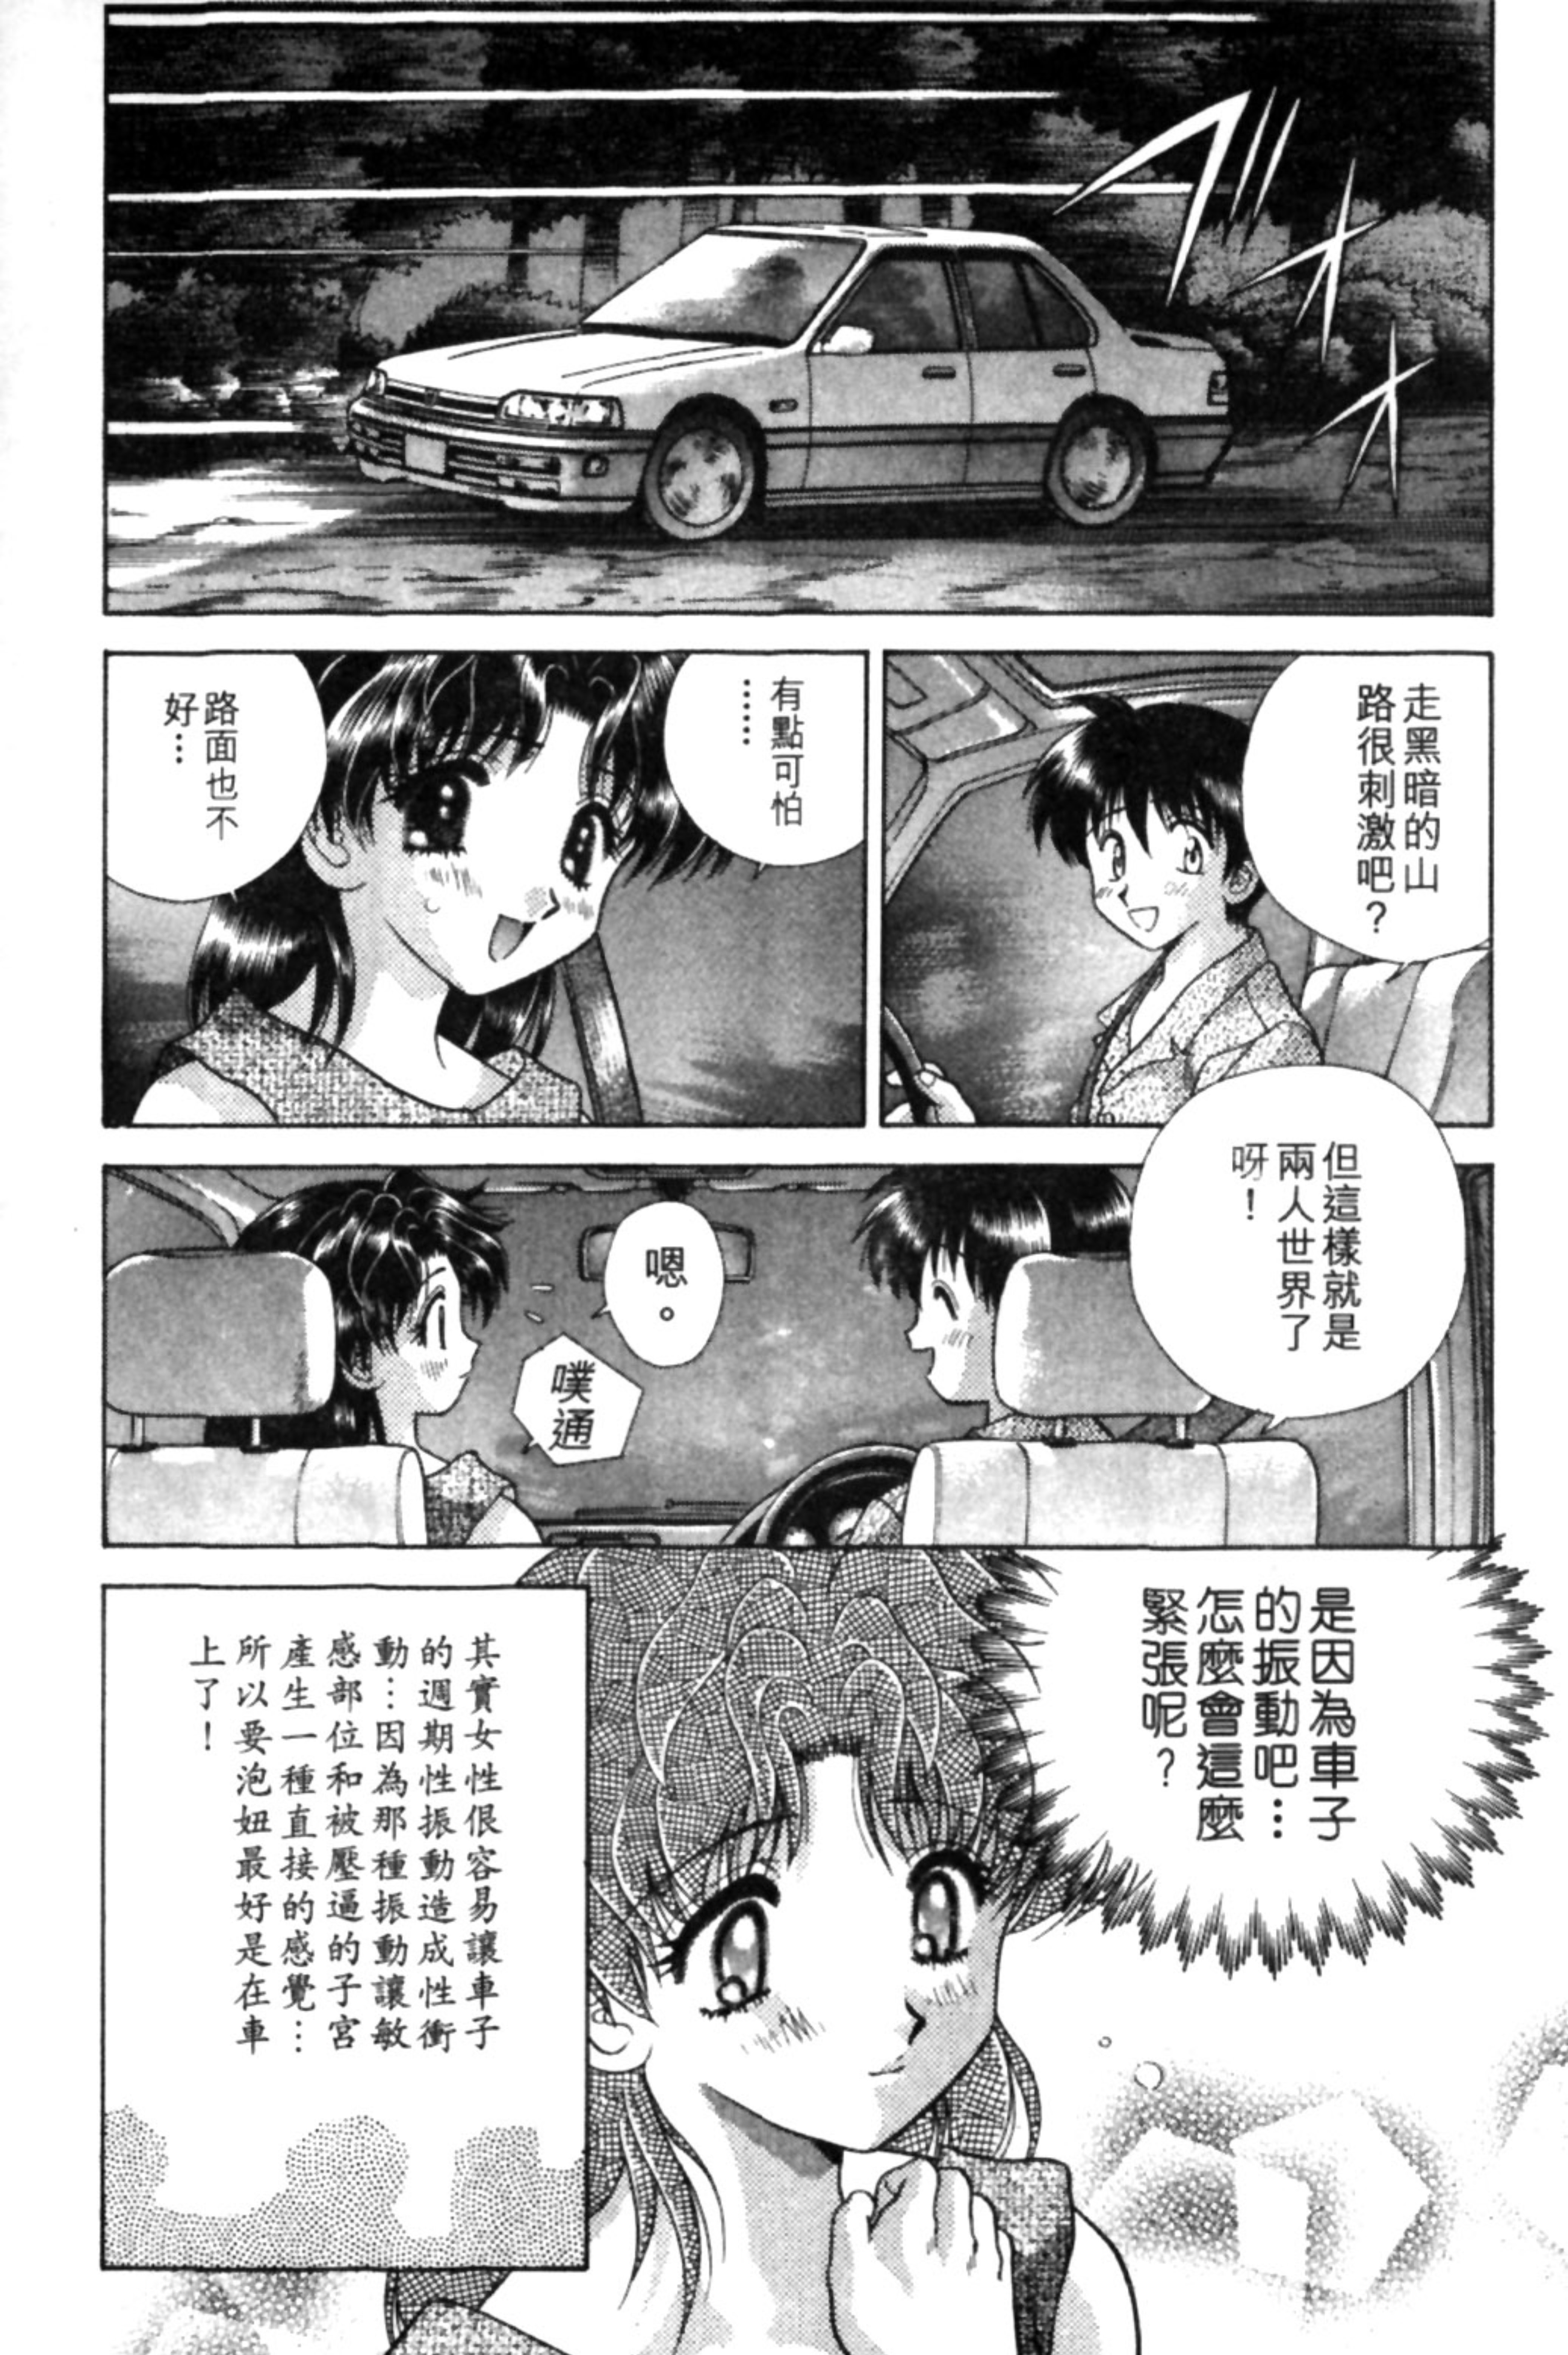 ブオオ
走黑暗的山
路很刺激吧？
有點可怕
……
路面也不
好…
但這樣就是
兩人世界了
呀！
嗯。
噗通
是因為車子
的振動吧…
怎麼會這麼
緊張呢？
其實女性很容易讓車子
的週期性振動造成性衝
動…因為那種振動讓敏
感部位和被壓逼的子宮
產生一種直接的感覺…
所以要泡妞最好是在車
上了！